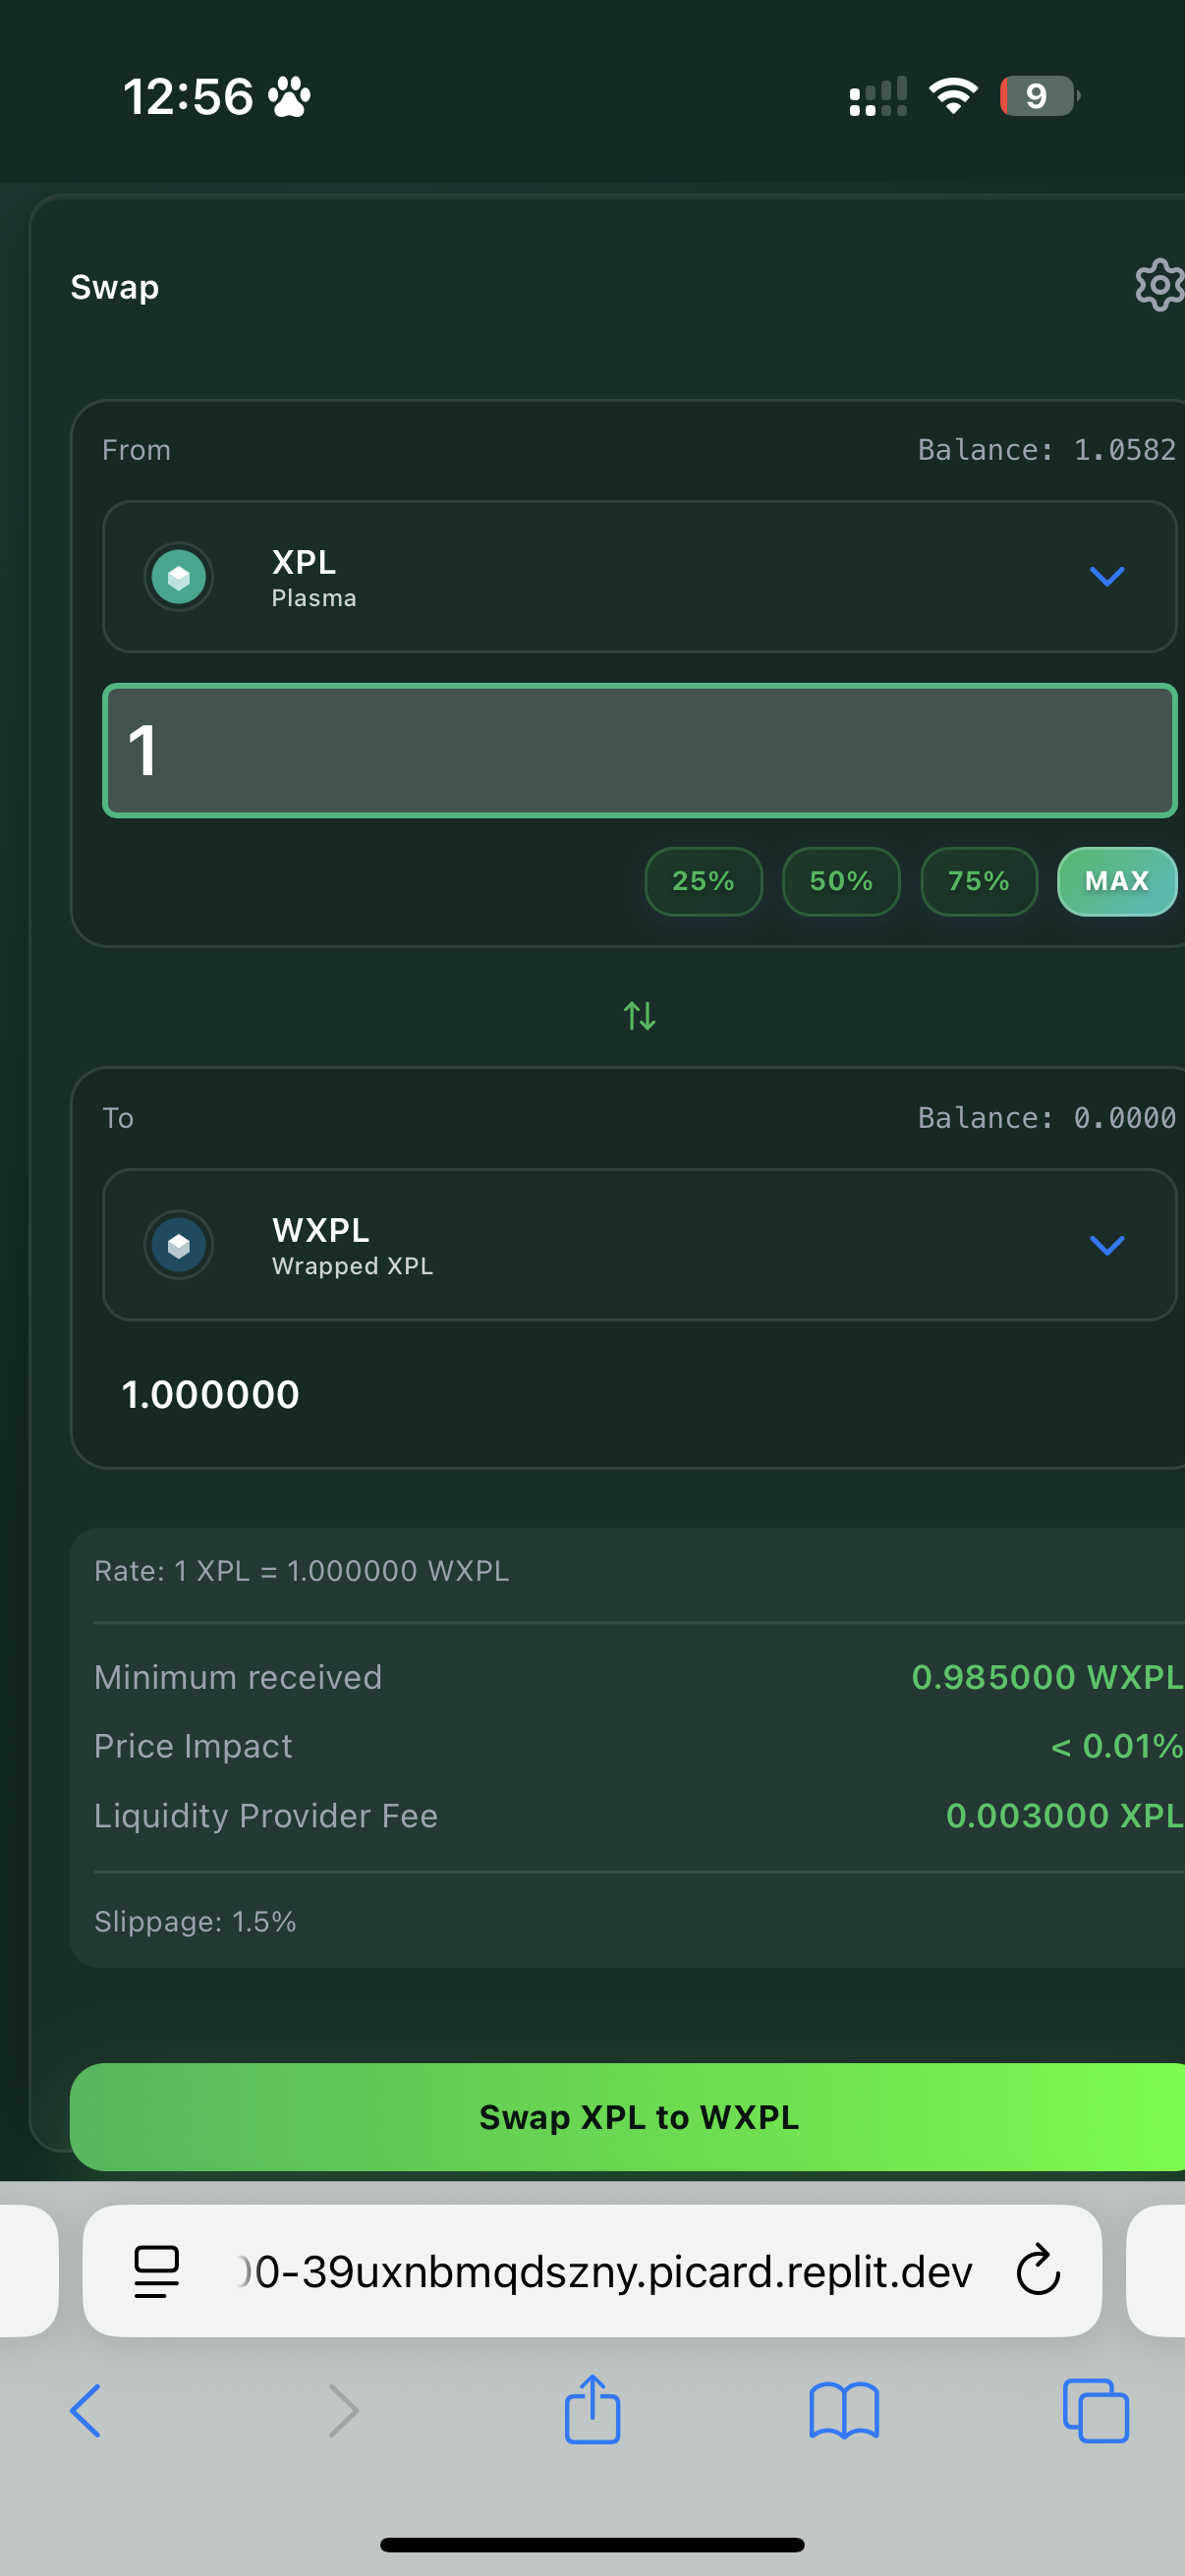 12:56
9
Swap
From
Balance: 1.0582
XPL
Plasma
1
25% 50% 75% MAX
To
Balance: 0.0000
WXPL
Wrapped XPL
1.000000
Rate: 1 XPL = 1.000000 WXPL
Minimum received 0.985000 WXPL
Price Impact < 0.01%
Liquidity Provider Fee 0.003000 XPL
Slippage: 1.5%
Swap XPL to WXPL
0-39uxnbmqdszny.picard.replit.dev